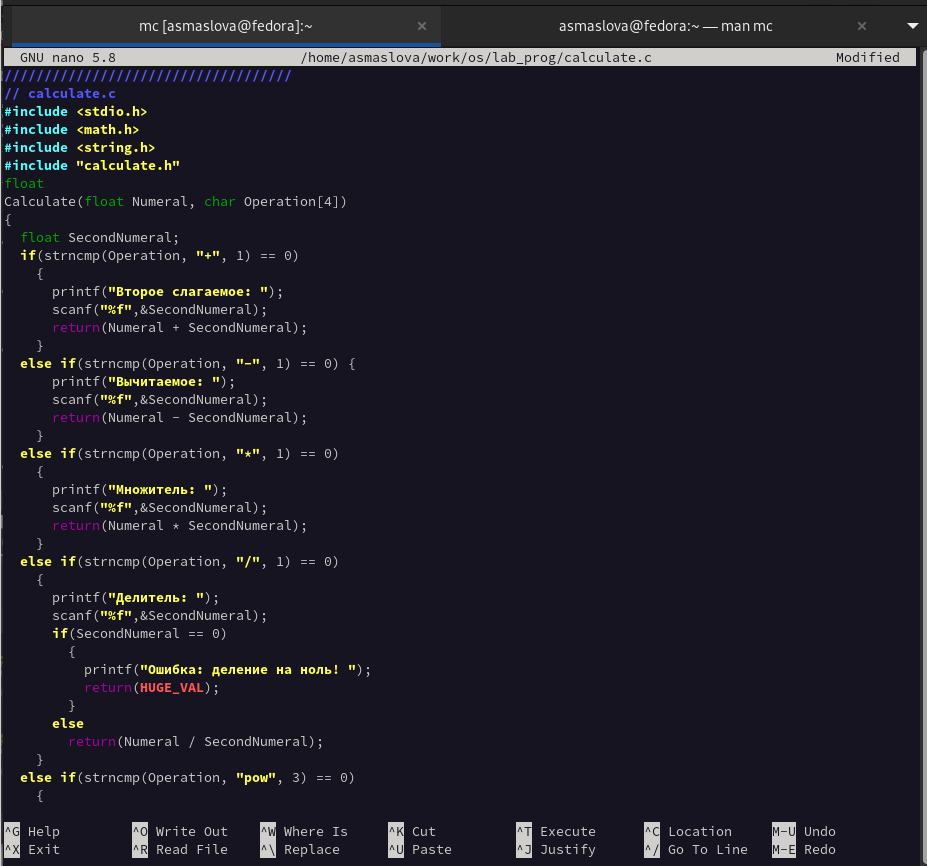 mc [asmaslova@fedora]:~ × asmaslova@fedora:~ — man mc ×
GNU nano 5.8 /home/asmaslova/work/os/lab_prog/calculate.c Modified
////////////////////////////////////
// calculate.c
#include <stdio.h>
#include <math.h>
#include <string.h>
#include "calculate.h"
float
Calculate(float Numeral, char Operation[4])
{
  float SecondNumeral;
  if(strncmp(Operation, "+", 1) == 0)
    {
      printf("Второе слагаемое: ");
      scanf("%f",&SecondNumeral);
      return(Numeral + SecondNumeral);
    }
  else if(strncmp(Operation, "-", 1) == 0) {
      printf("Вычитаемое: ");
      scanf("%f",&SecondNumeral);
      return(Numeral - SecondNumeral);
    }
  else if(strncmp(Operation, "*", 1) == 0)
    {
      printf("Множитель: ");
      scanf("%f",&SecondNumeral);
      return(Numeral * SecondNumeral);
    }
  else if(strncmp(Operation, "/", 1) == 0)
    {
      printf("Делитель: ");
      scanf("%f",&SecondNumeral);
      if(SecondNumeral == 0)
        {
          printf("Ошибка: деление на ноль! ");
          return(HUGE_VAL);
        }
      else
        return(Numeral / SecondNumeral);
    }
  else if(strncmp(Operation, "pow", 3) == 0)
    {
^G Help ^O Write Out ^W Where Is ^K Cut ^T Execute ^C Location M-U Undo
^X Exit ^R Read File ^\ Replace ^U Paste ^J Justify ^/ Go To Line M-E Redo